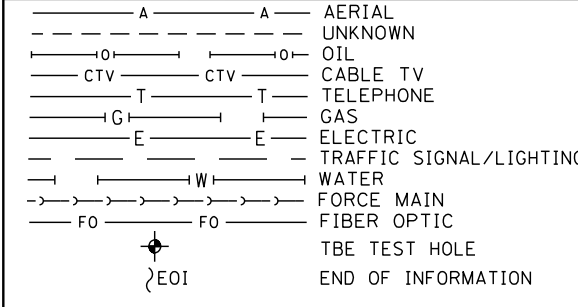 A A AERIAL
UNKNOWN
O O OIL
CTV CTV CABLE TV
T T TELEPHONE
G GAS
E E ELECTRIC
TRAFFIC SIGNAL/LIGHTING
W WATER
FORCE MAIN
FO FO FIBER OPTIC
TBE TEST HOLE
EOI END OF INFORMATION